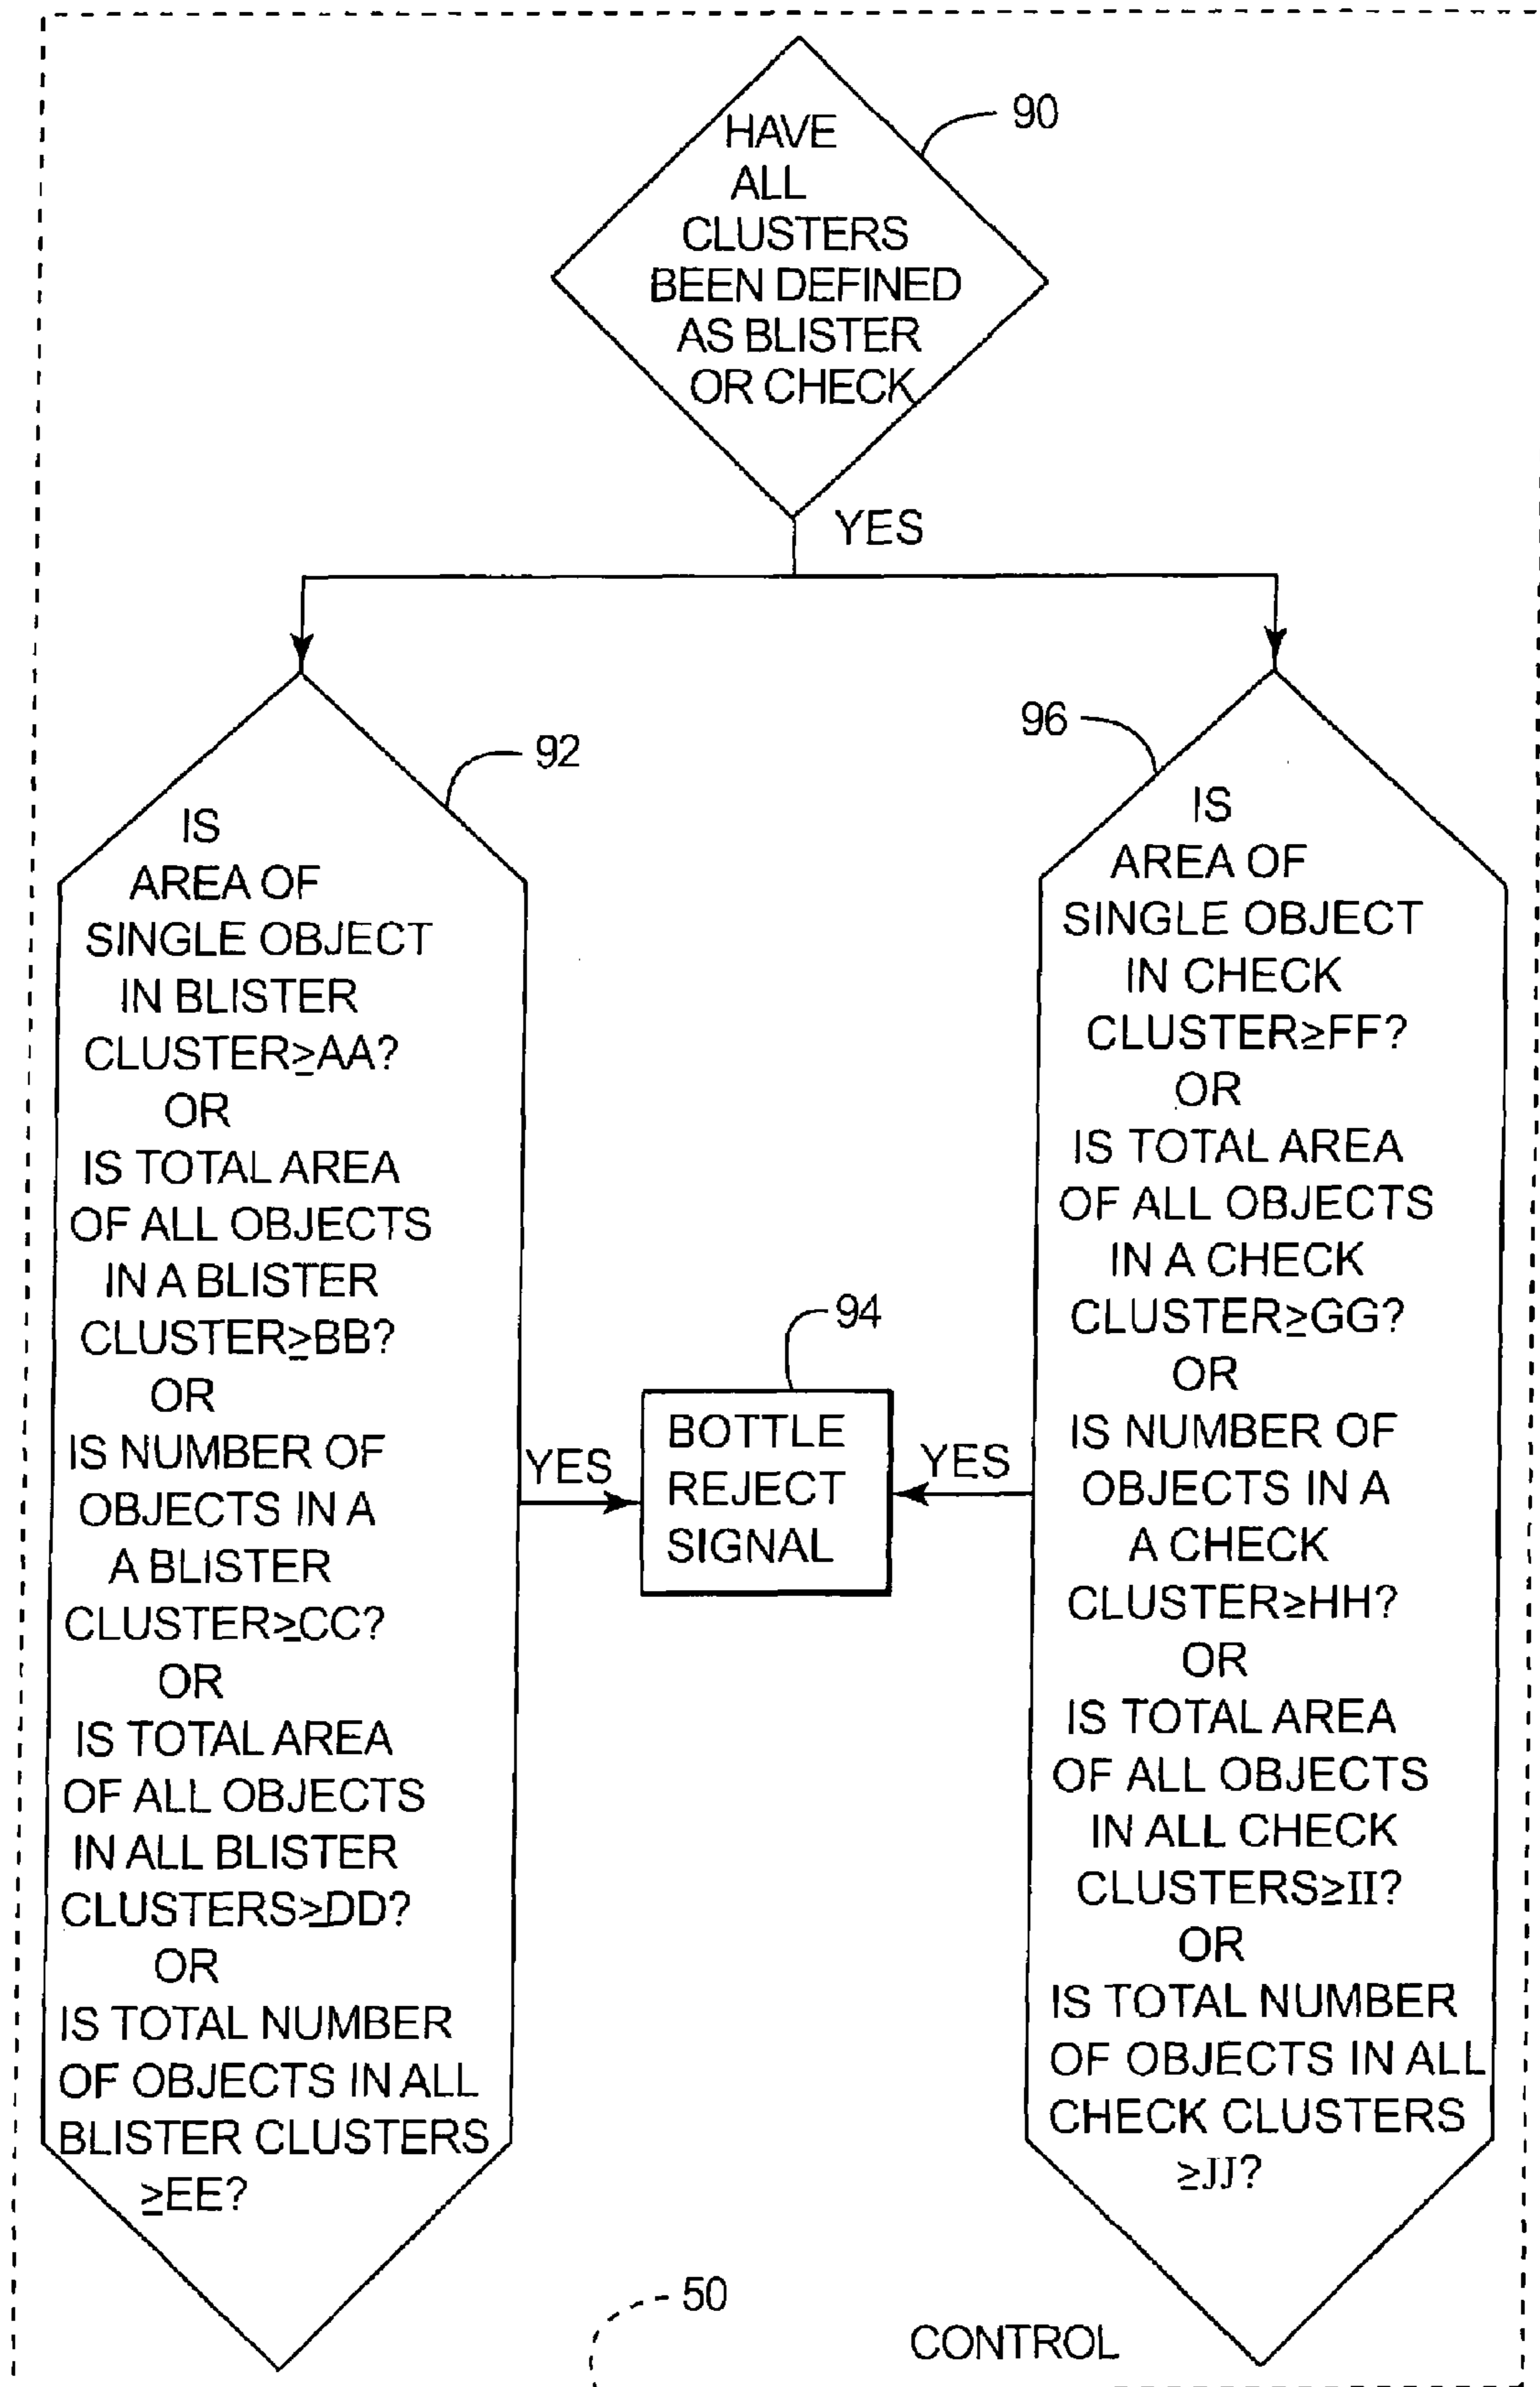 HAVE
ALL
CLUSTERS
BEEN DEFINED
AS BLISTER
OR CHECK
90
YES
92
IS
AREA OF
SINGLE OBJECT
IN BLISTER
CLUSTER≥AA?
OR
IS TOTAL AREA
OF ALL OBJECTS
IN A BLISTER
CLUSTER≥BB?
OR
IS NUMBER OF
OBJECTS IN A
A BLISTER
CLUSTER≥CC?
OR
IS TOTAL AREA
OF ALL OBJECTS
IN ALL BLISTER
CLUSTERS≥DD?
OR
IS TOTAL NUMBER
OF OBJECTS IN ALL
BLISTER CLUSTERS
≥EE?
YES
94
BOTTLE
REJECT
SIGNAL
YES
96
IS
AREA OF
SINGLE OBJECT
IN CHECK
CLUSTER≥FF?
OR
IS TOTAL AREA
OF ALL OBJECTS
IN A CHECK
CLUSTER≥GG?
OR
IS NUMBER OF
OBJECTS IN A
A CHECK
CLUSTER≥HH?
OR
IS TOTAL AREA
OF ALL OBJECTS
IN ALL CHECK
CLUSTERS≥II?
OR
IS TOTAL NUMBER
OF OBJECTS IN ALL
CHECK CLUSTERS
≥JJ?
50
CONTROL